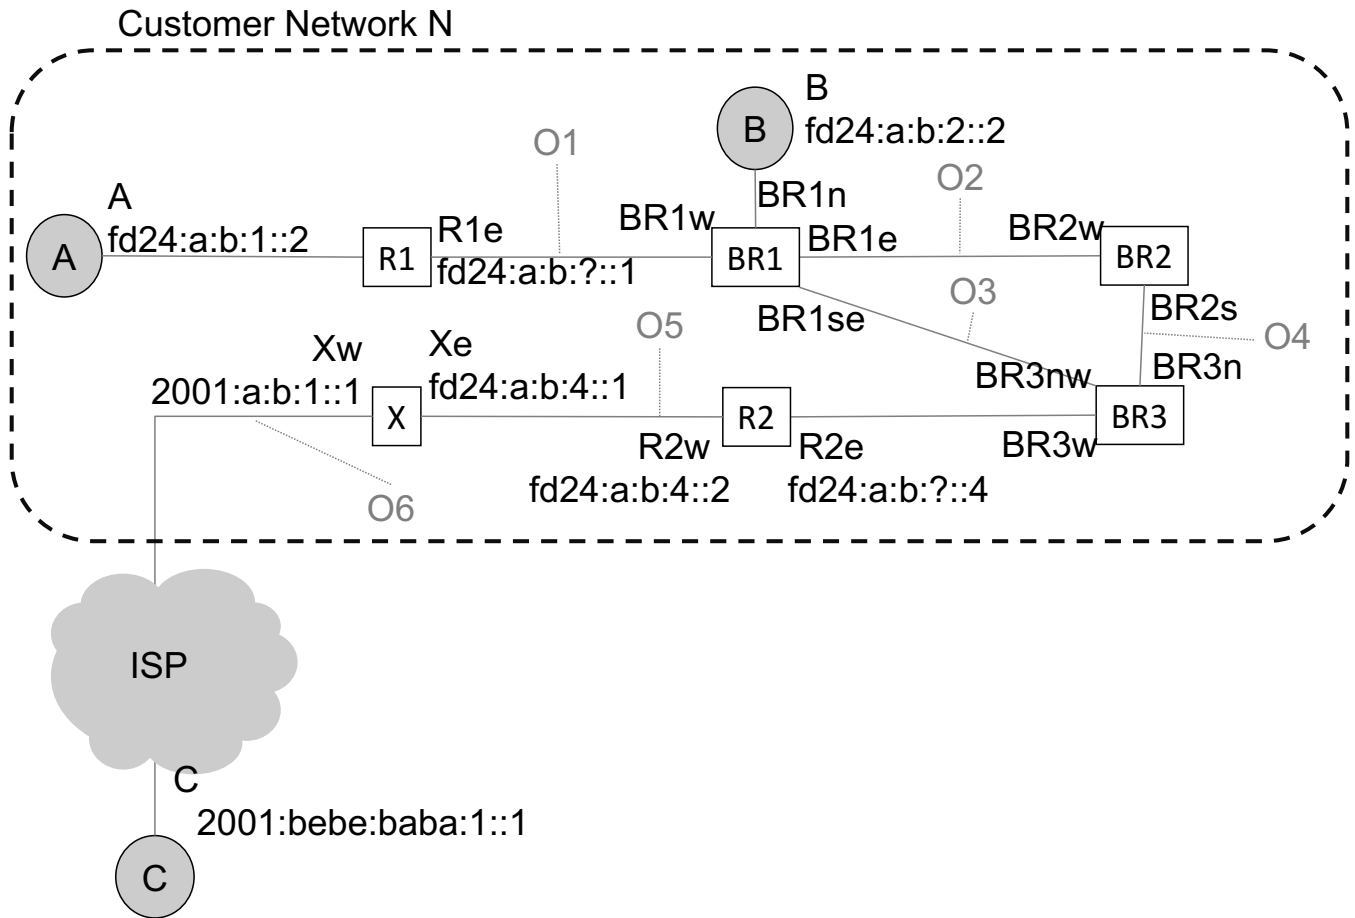 Customer Network N
B
fd24:a:b:2::2
B
O1
O2
BR1n
A
fd24:a:b:1::2
A
R1e
fd24:a:b:?::1
R1
BR1w
BR1
BR1e
BR2w
BR2
BR1se
O3
BR2s
O4
BR3n
O5
Xw
2001:a:b:1::1
Xe
fd24:a:b:4::1
BR3nw
X
R2
BR3
R2w
fd24:a:b:4::2
R2e
fd24:a:b:?::4
BR3w
O6
ISP
C
2001:bebe:baba:1::1
C